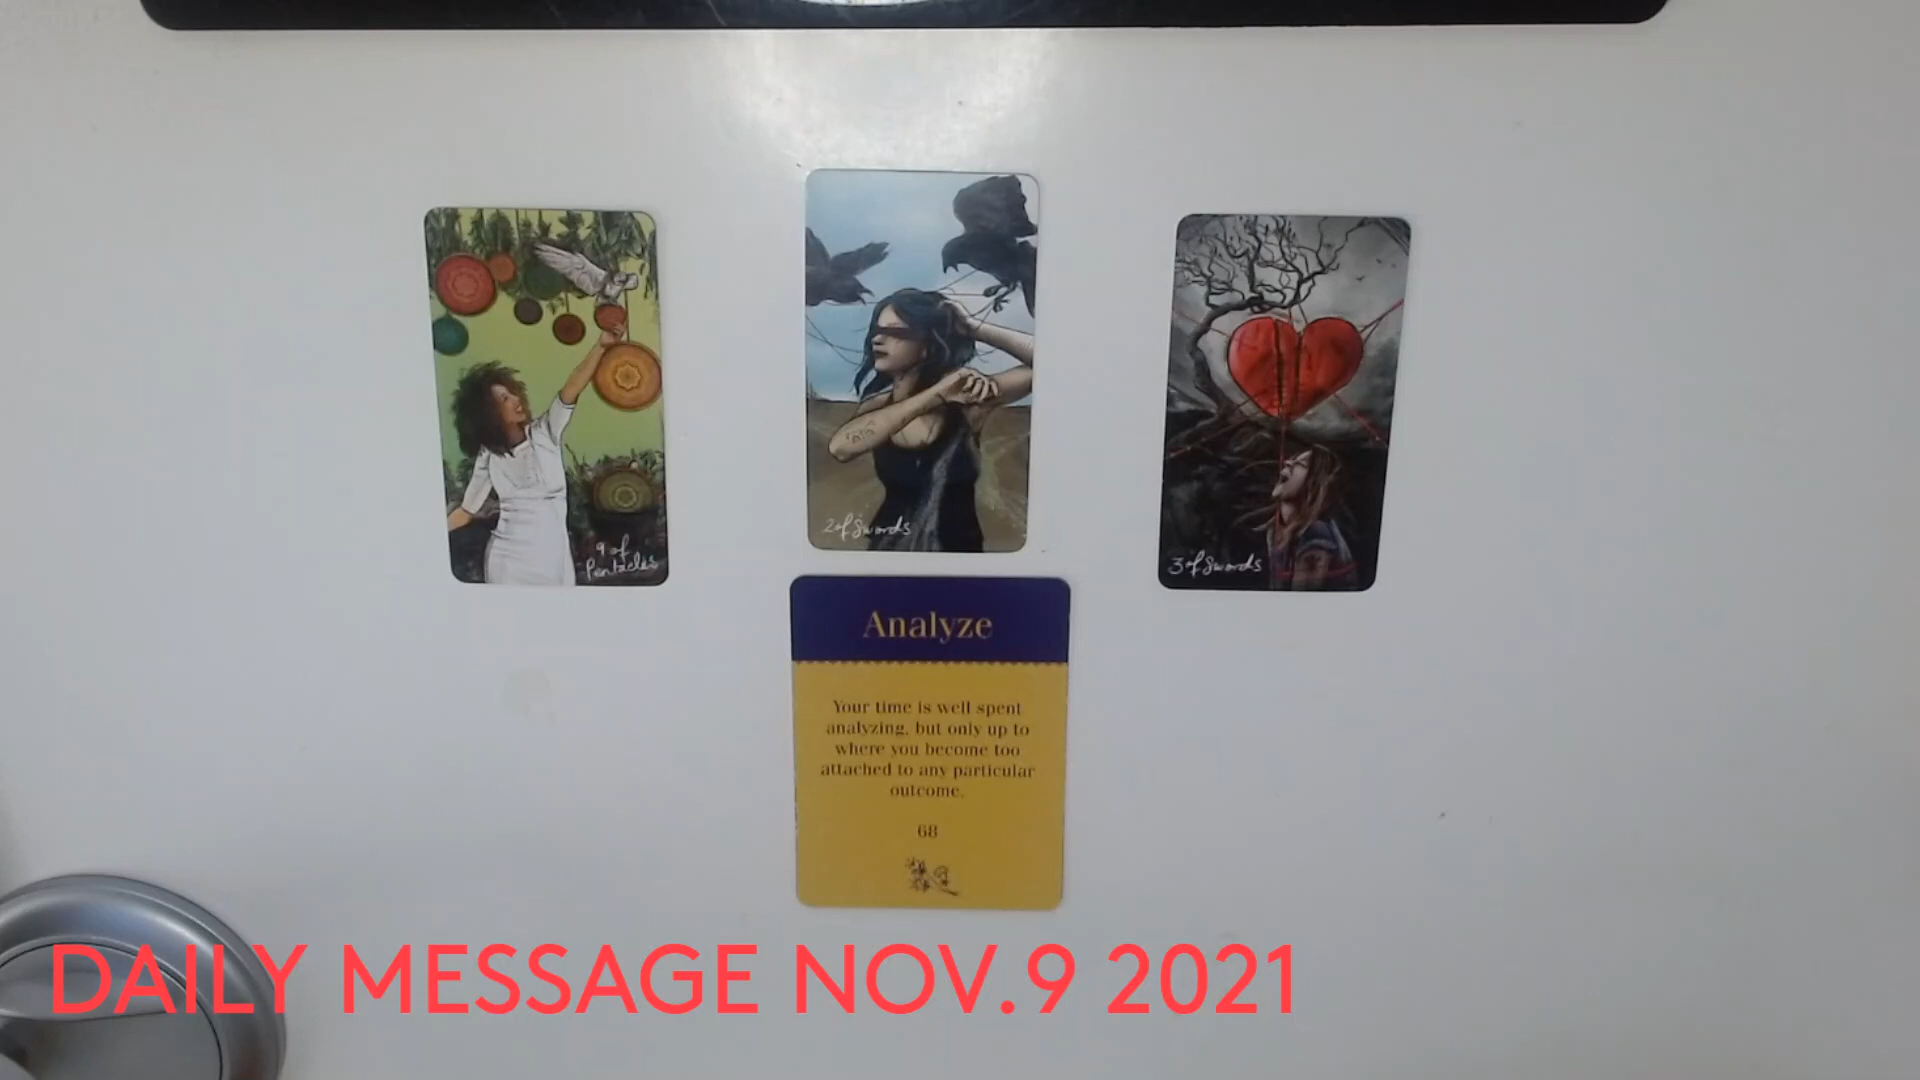 9 of
Pentacles
2 of Swords
3 of Swords
Analyze
Your time is well spent
analyzing, but only up to
where you become too
attached to any particular
outcome.
68
DAILY MESSAGE NOV.9 2021